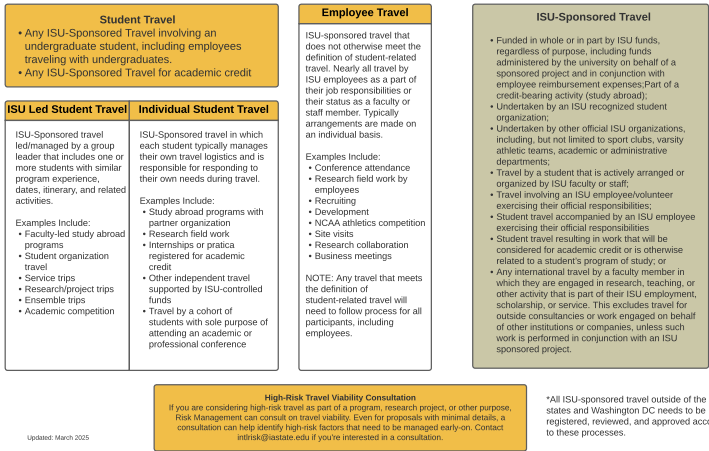 Student Travel
• Any ISU-Sponsored Travel involving an
undergraduate student, including employees
traveling with undergraduates.
• Any ISU-Sponsored Travel for academic credit
ISU Led Student Travel
ISU-Sponsored travel
led/managed by a group
leader that includes one or
more students with similar
program experience,
dates, itinerary, and related
activities.
Examples Include:
• Faculty-led study abroad
programs
• Student organization
travel
• Service trips
• Research/project trips
• Ensemble trips
• Academic competition
Individual Student Travel
ISU-Sponsored travel in which
each student typically manages
their own travel logistics and is
responsible for responding to
their own needs during travel.
Examples Include:
• Study abroad programs with
partner organization
• Research field work
• Internships or pratica
registered for academic
credit
• Other independent travel
supported by ISU-controlled
funds
• Travel by a cohort of
students with sole purpose of
attending an academic or
professional conference
Employee Travel
ISU-sponsored travel that
does not otherwise meet the
definition of student-related
travel. Nearly all travel by
ISU employees as a part of
their job responsibilities or
their status as a faculty or
staff member. Typically
arrangements are made on
an individual basis.
Examples Include:
• Conference attendance
• Research field work by
employees
• Recruiting
• Development
• NCAA athletics competition
• Site visits
• Research collaboration
• Business meetings
NOTE: Any travel that meets
the definition of
student-related travel will
need to follow process for all
participants, including
employees.
ISU-Sponsored Travel
• Funded in whole or in part by ISU funds,
regardless of purpose, including funds
administered by the university on behalf of a
sponsored project and in conjunction with
employee reimbursement expenses;Part of a
credit-bearing activity (study abroad);
• Undertaken by an ISU recognized student
organization;
• Undertaken by other official ISU organizations,
including, but not limited to sport clubs, varsity
athletic teams, academic or administrative
departments;
• Travel by a student that is actively arranged or
organized by ISU faculty or staff;
• Travel involving an ISU employee/volunteer
exercising their official responsibilities;
• Student travel accompanied by an ISU employee
exercising their official responsibilities
• Student travel resulting in work that will be
considered for academic credit or is otherwise
related to a student's program of study; or
• Any international travel by a faculty member in
which they are engaged in research, teaching, or
other activity that is part of their ISU employment,
scholarship, or service. This excludes travel for
outside consultancies or work engaged on behalf
of other institutions or companies, unless such
work is performed in conjunction with an ISU
sponsored project.
High-Risk Travel Viability Consultation
If you are considering high-risk travel as part of a program, research project, or other purpose,
Risk Management can consult on travel viability. Even for proposals with minimal details, a
consultation can help identify high-risk factors that need to be managed early-on. Contact
intlrisk@iastate.edu if you're interested in a consultation.
*All ISU-sponsored travel outside of the
states and Washington DC needs to be
registered, reviewed, and approved acc
to these processes.
Updated: March 2025